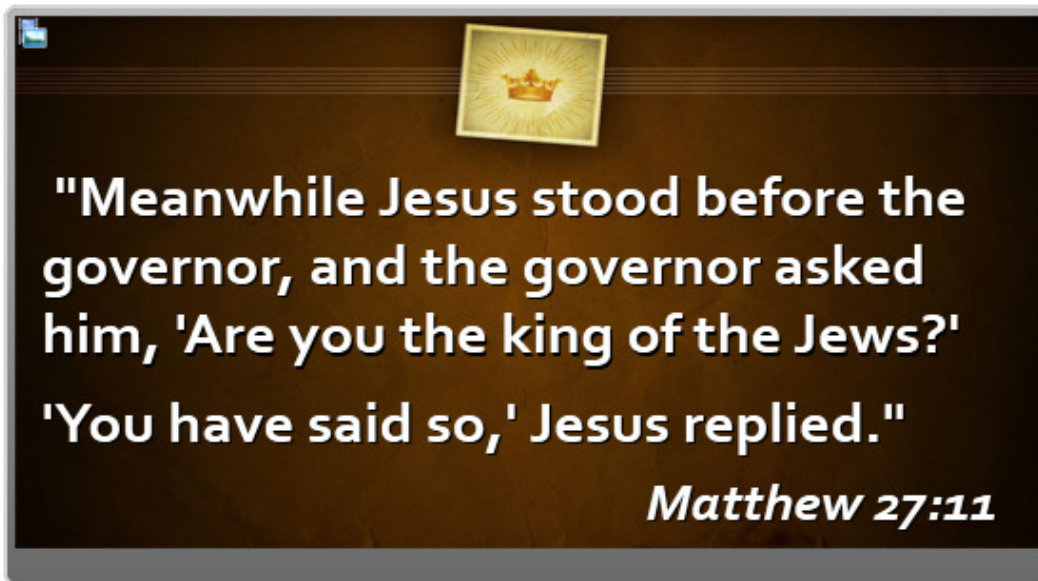 "Meanwhile Jesus stood before the
governor, and the governor asked
him, 'Are you the king of the Jews?'
'You have said so,' Jesus replied."
Matthew 27:11